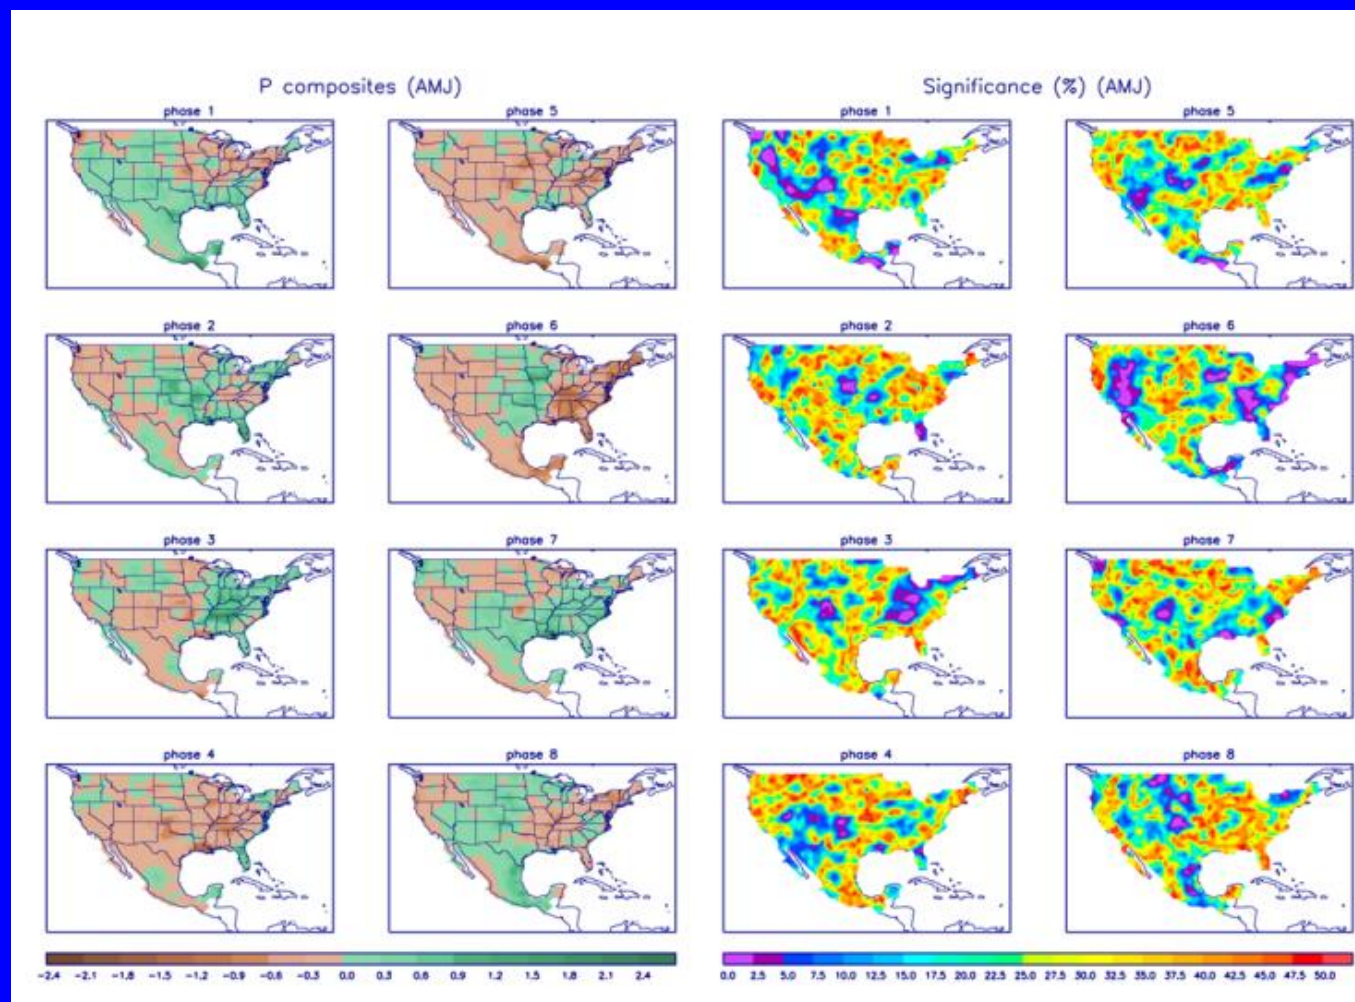 P composites (AMJ) Significance (%) (AMJ)
phase 1 phase 5 phase 1 phase 5
phase 2 phase 6 phase 2 phase 6
phase 3 phase 7 phase 3 phase 7
phase 4 phase 8 phase 4 phase 8
-2.4 -2.1 -1.8 -1.5 -1.2 -0.9 -0.6 -0.3 0.0 0.3 0.6 0.9 1.2 1.5 1.8 2.1 2.4 0.0 2.5 5.0 7.5 10.0 12.5 15.0 17.5 20.0 22.5 25.0 27.5 30.0 32.5 35.0 37.5 40.0 42.5 45.0 47.5 50.0